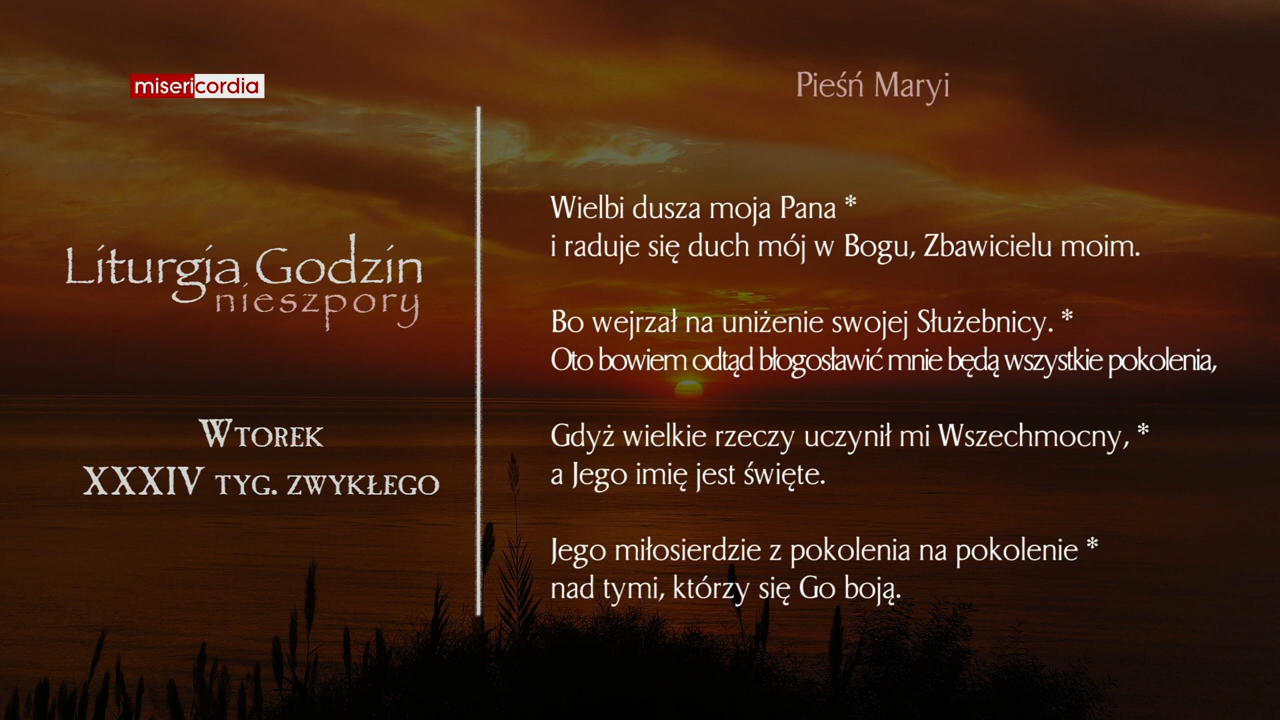 misericordia
Liturgia Godzin
nieszpory
Wtorek
XXXIV tyg. zwykłego
Pieśń Maryi
Wielbi dusza moja Pana *
i raduje się duch mój w Bogu, Zbawicielu moim.
Bo wejrzał na uniżenie swojej Służebnicy. *
Oto bowiem odtąd błogosławić mnie będą wszystkie pokolenia,
Gdyż wielkie rzeczy uczynił mi Wszechmocny, *
a Jego imię jest święte.
Jego miłosierdzie z pokolenia na pokolenie *
nad tymi, którzy się Go boją.